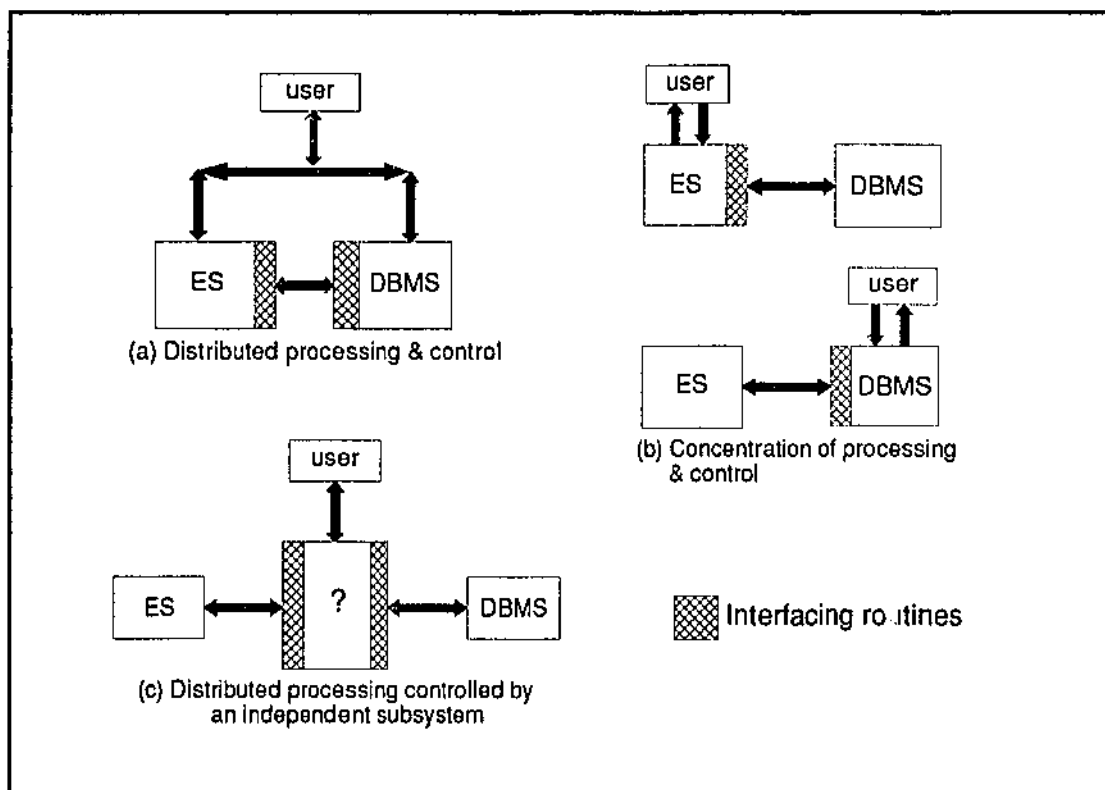 user
ES
DBMS
(a) Distributed processing & control
user
ES
DBMS
user
ES
DBMS
(b) Concentration of processing
& control
user
ES
?
DBMS
(c) Distributed processing controlled by
an independent subsystem
Interfacing routines